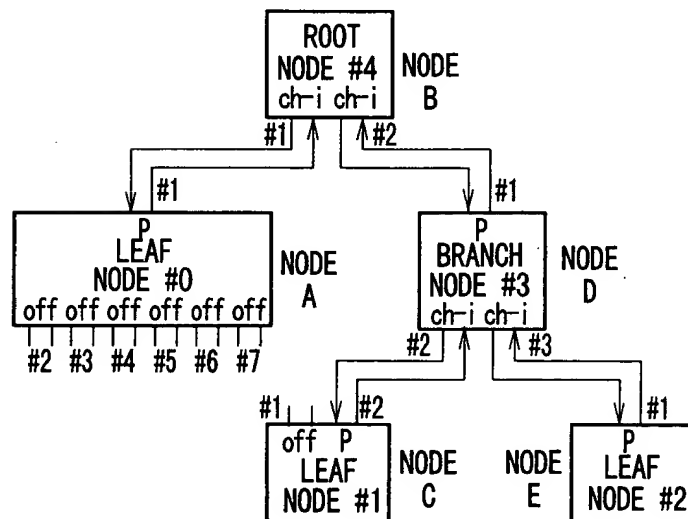 ROOT
NODE #4
ch-i ch-i
NODE
B
#1
#2
#1
#1
P
LEAF
NODE #0
off off off off off off
#2 #3 #4 #5 #6 #7
NODE
A
P
BRANCH
NODE #3
ch-i ch-i
NODE
D
#2
#3
#1
#2
#1
off P
LEAF
NODE #1
NODE
C
NODE
E
P
LEAF
NODE #2